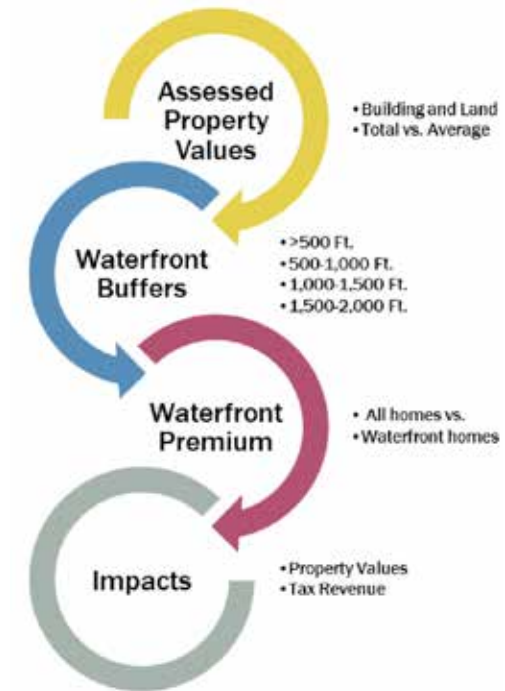 Assessed
Property
Values
•Building and Land
•Total vs. Average
Waterfront
Buffers
•>500 Ft.
•500-1,000 Ft.
•1,000-1,500 Ft.
•1,500-2,000 Ft.
Waterfront
Premium
• All homes vs.
•Waterfront homes
Impacts
•Property Values
•Tax Revenue